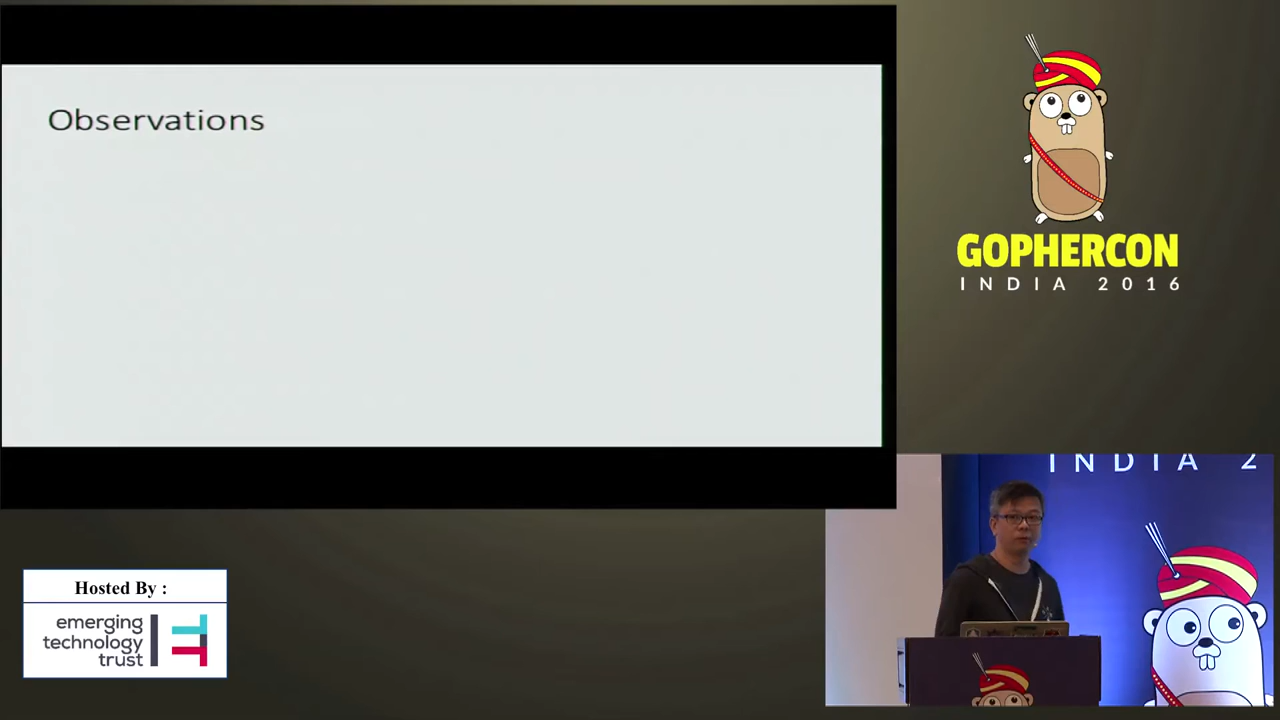 Observations
GOPHERCON
INDIA 2016
INDIA 2
Hosted By :
emerging
technology
trust